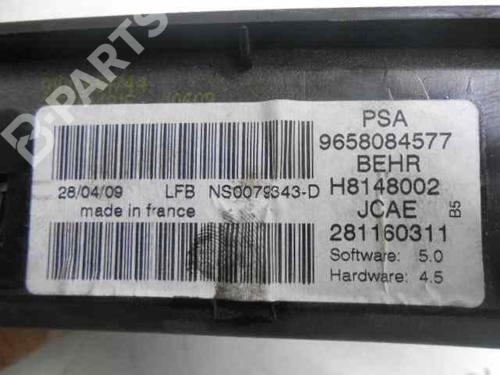 B-PARTS
PSA
9658084577
BEHR
H8148002
JCAE
B5
281160311
Software: 5.0
Hardware: 4.5
28/04/09 LFB NS0079343-D
made in france